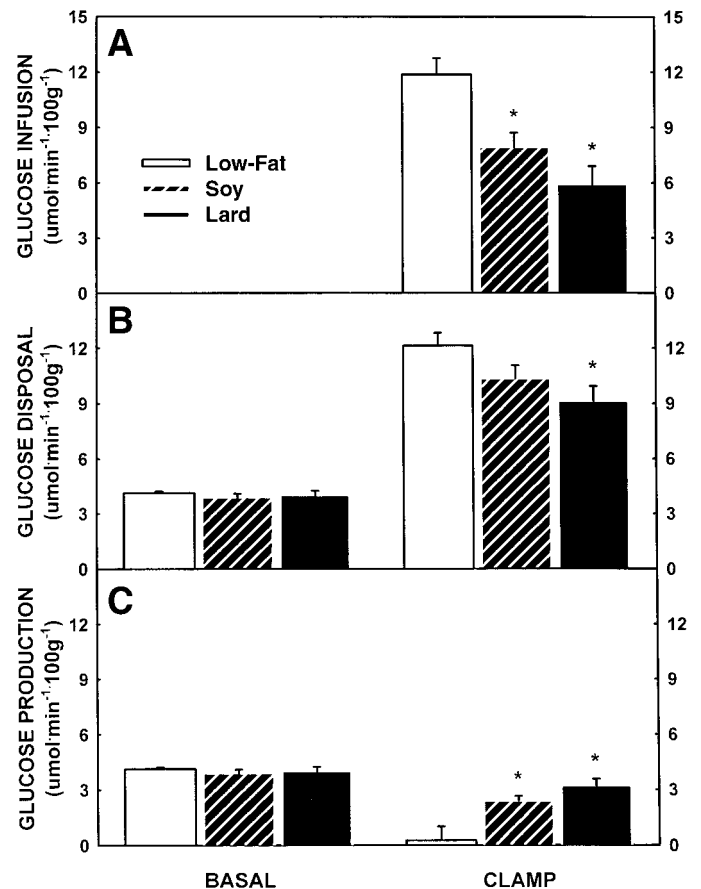 A
15
12
9
6
3
0
15
12
9
6
3
0
GLUCOSE INFUSION
(umol·min-1·100g-1)
Low-Fat
Soy
Lard
*
*
B
12
9
6
3
0
12
9
6
3
0
GLUCOSE DISPOSAL
(umol·min-1·100g-1)
*
C
12
9
6
3
0
12
9
6
3
0
GLUCOSE PRODUCTION
(umol·min-1·100g-1)
*
*
BASAL
CLAMP